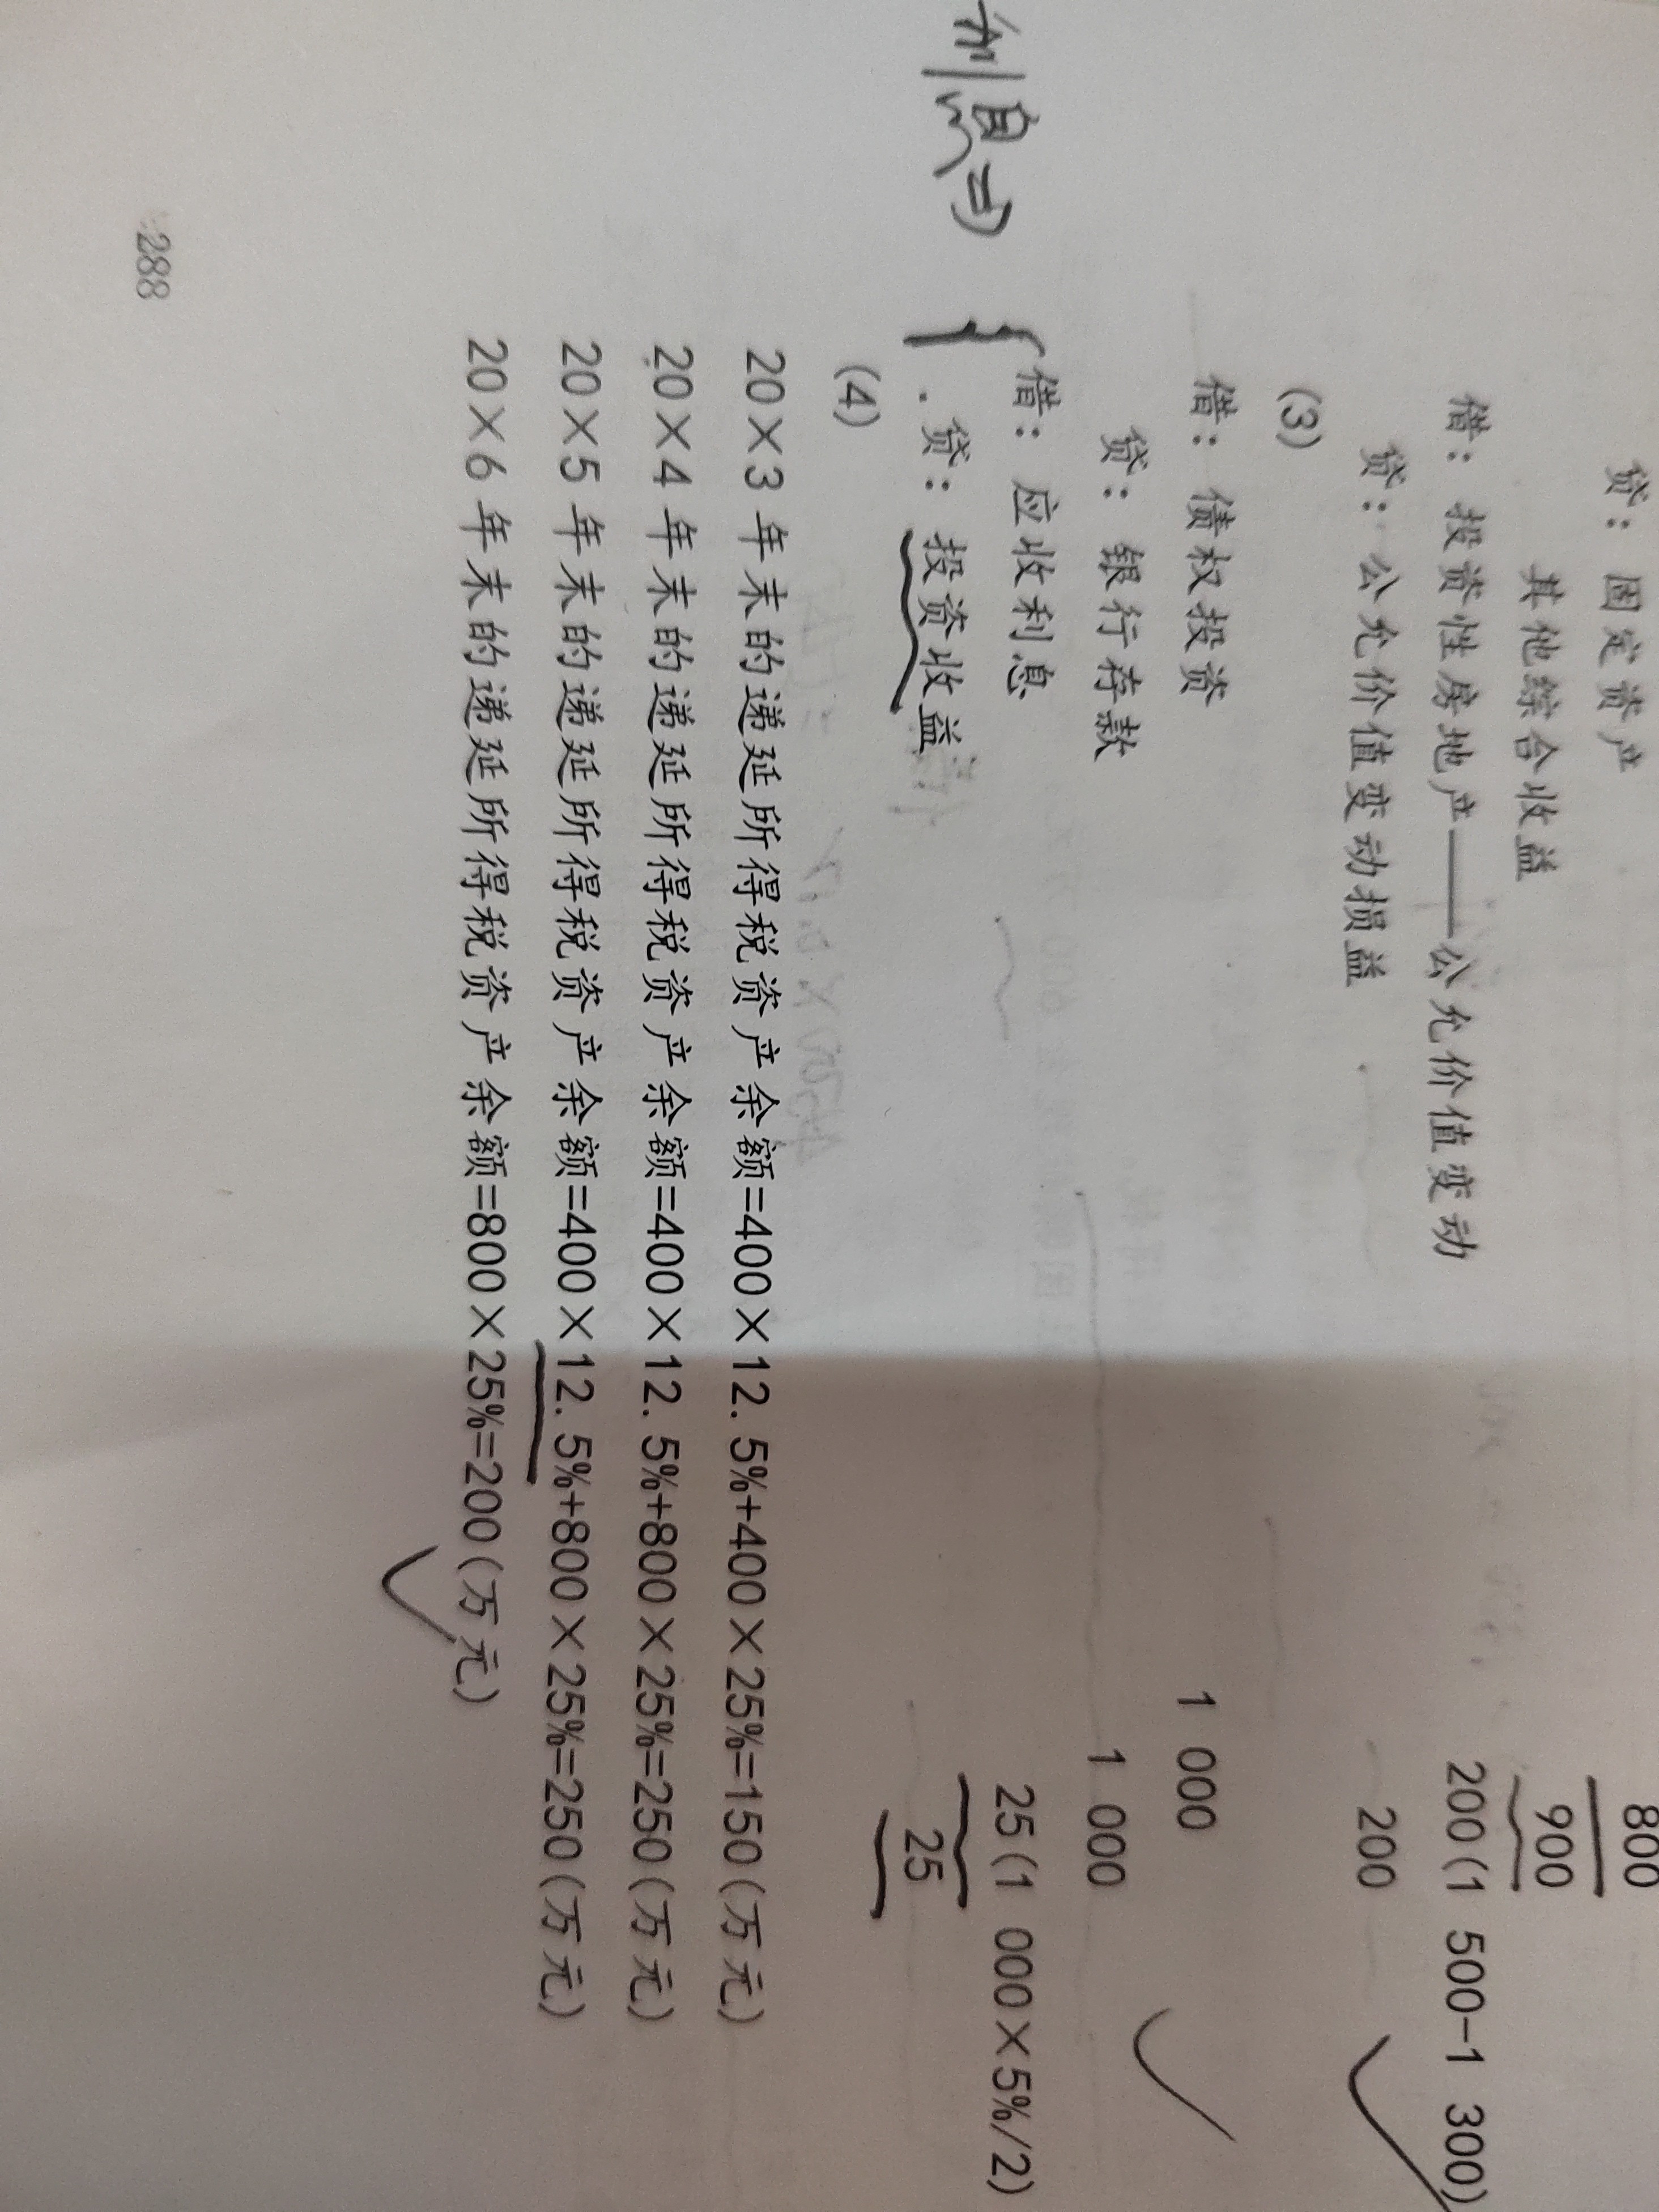 贷：固定资产 800
其他综合收益 900
借：投资性房地产——公允价值变动 200(1 500-1 300)
贷：公允价值变动损益 200
(3)
借：债权投资 1 000
贷：银行存款 1 000
利息⇒
借：应收利息 25(1 000×5%/2)
贷：投资收益 25
(4)
20×3年末的递延所得税资产余额=400×12.5%+400×25%=150(万元)
20×4年末的递延所得税资产余额=400×12.5%+800×25%=250(万元)
20×5年末的递延所得税资产余额=400×12.5%+800×25%=250(万元)
20×6年末的递延所得税资产余额=800×25%=200(万元)
288